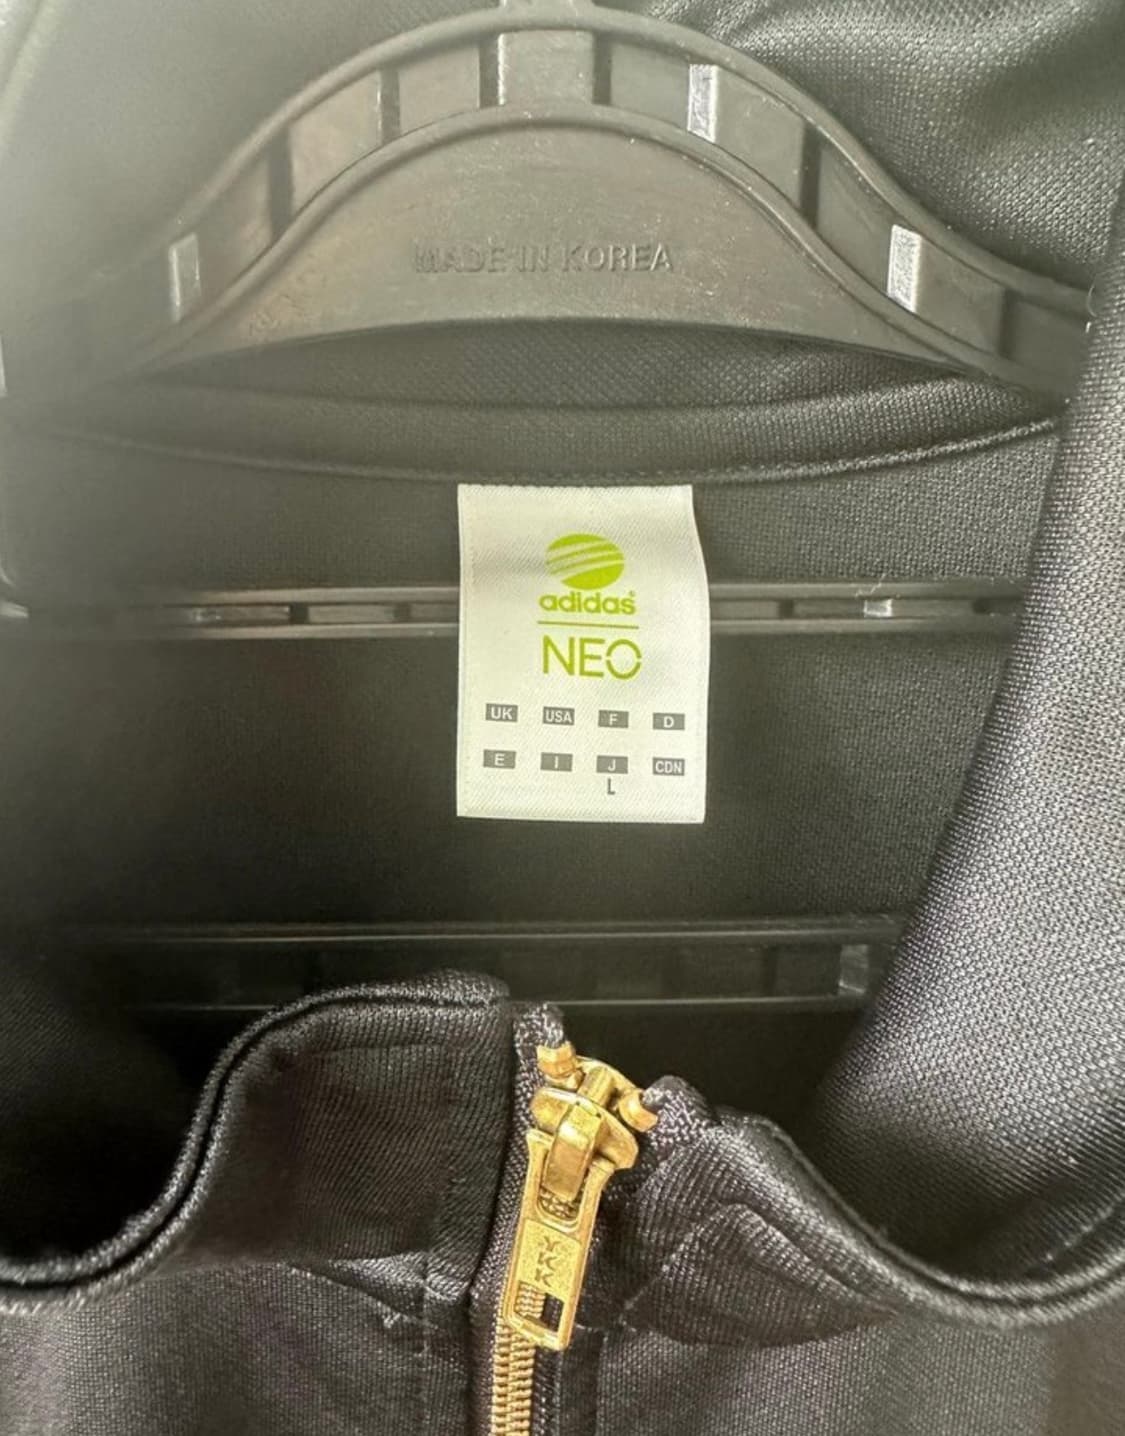 MADE IN KOREA
adidas®
NEO
UK USA F D
E I J CDN
L
YKK